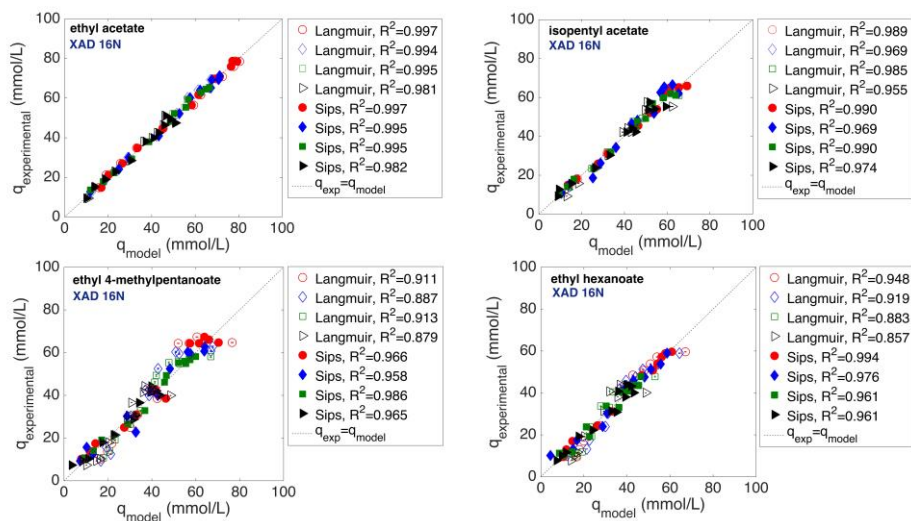 100
80
60
40
20
0
q_experimental (mmol/L)
ethyl acetate
XAD 16N
0 20 40 60 80 100
q_model (mmol/L)
Langmuir, R²=0.997
Langmuir, R²=0.994
Langmuir, R²=0.995
Langmuir, R²=0.981
Sips, R²=0.997
Sips, R²=0.995
Sips, R²=0.995
Sips, R²=0.982
q_exp=q_model
100
80
60
40
20
0
q_experimental (mmol/L)
isopentyl acetate
XAD 16N
0 20 40 60 80 100
q_model (mmol/L)
Langmuir, R²=0.989
Langmuir, R²=0.969
Langmuir, R²=0.985
Langmuir, R²=0.955
Sips, R²=0.990
Sips, R²=0.969
Sips, R²=0.990
Sips, R²=0.974
q_exp=q_model
100
80
60
40
20
0
q_experimental (mmol/L)
ethyl 4-methylpentanoate
XAD 16N
0 20 40 60 80 100
q_model (mmol/L)
Langmuir, R²=0.911
Langmuir, R²=0.887
Langmuir, R²=0.913
Langmuir, R²=0.879
Sips, R²=0.966
Sips, R²=0.958
Sips, R²=0.986
Sips, R²=0.965
q_exp=q_model
100
80
60
40
20
0
q_experimental (mmol/L)
ethyl hexanoate
XAD 16N
0 20 40 60 80 100
q_model (mmol/L)
Langmuir, R²=0.948
Langmuir, R²=0.919
Langmuir, R²=0.883
Langmuir, R²=0.857
Sips, R²=0.994
Sips, R²=0.976
Sips, R²=0.961
Sips, R²=0.961
q_exp=q_model